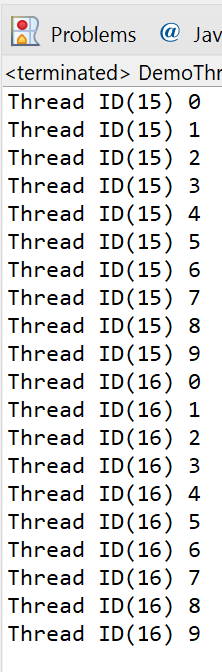 Problems @ Jav
<terminated> DemoThr
Thread ID(15) 0
Thread ID(15) 1
Thread ID(15) 2
Thread ID(15) 3
Thread ID(15) 4
Thread ID(15) 5
Thread ID(15) 6
Thread ID(15) 7
Thread ID(15) 8
Thread ID(15) 9
Thread ID(16) 0
Thread ID(16) 1
Thread ID(16) 2
Thread ID(16) 3
Thread ID(16) 4
Thread ID(16) 5
Thread ID(16) 6
Thread ID(16) 7
Thread ID(16) 8
Thread ID(16) 9